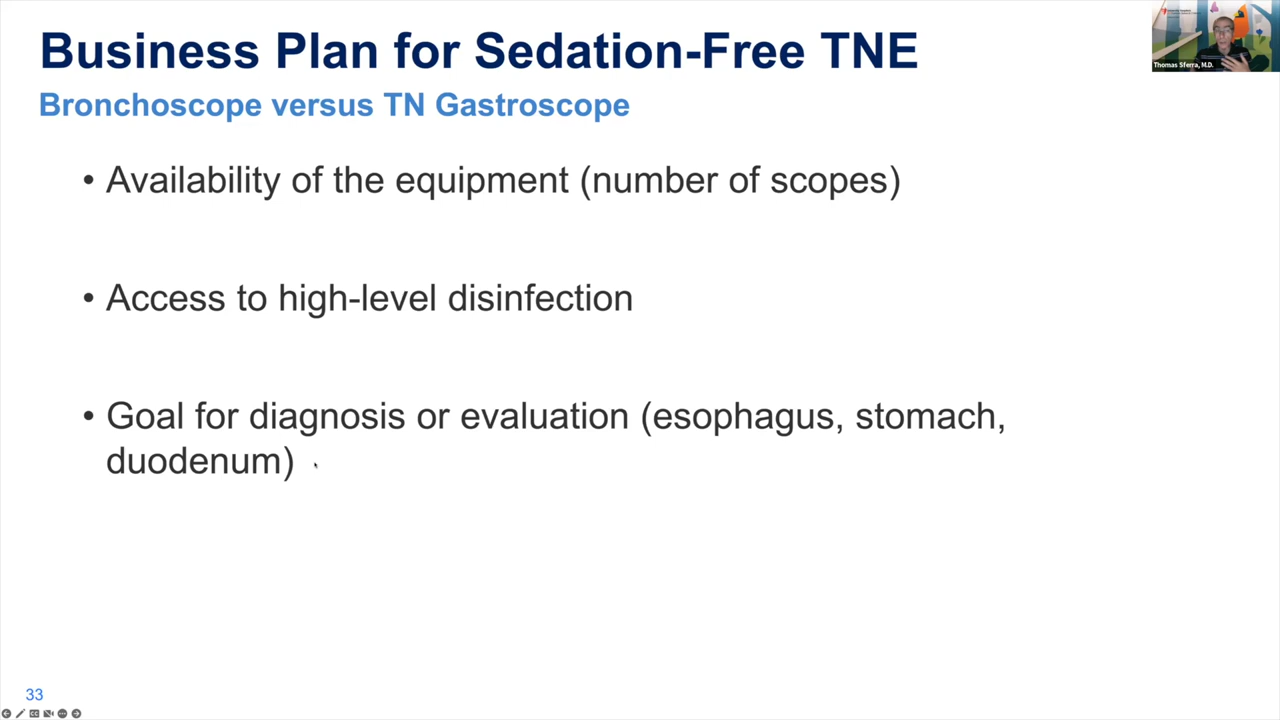 Business Plan for Sedation-Free TNE
Bronchoscope versus TN Gastroscope
• Availability of the equipment (number of scopes)
• Access to high-level disinfection
• Goal for diagnosis or evaluation (esophagus, stomach,
duodenum)
Thomas Sferra, M.D.
33